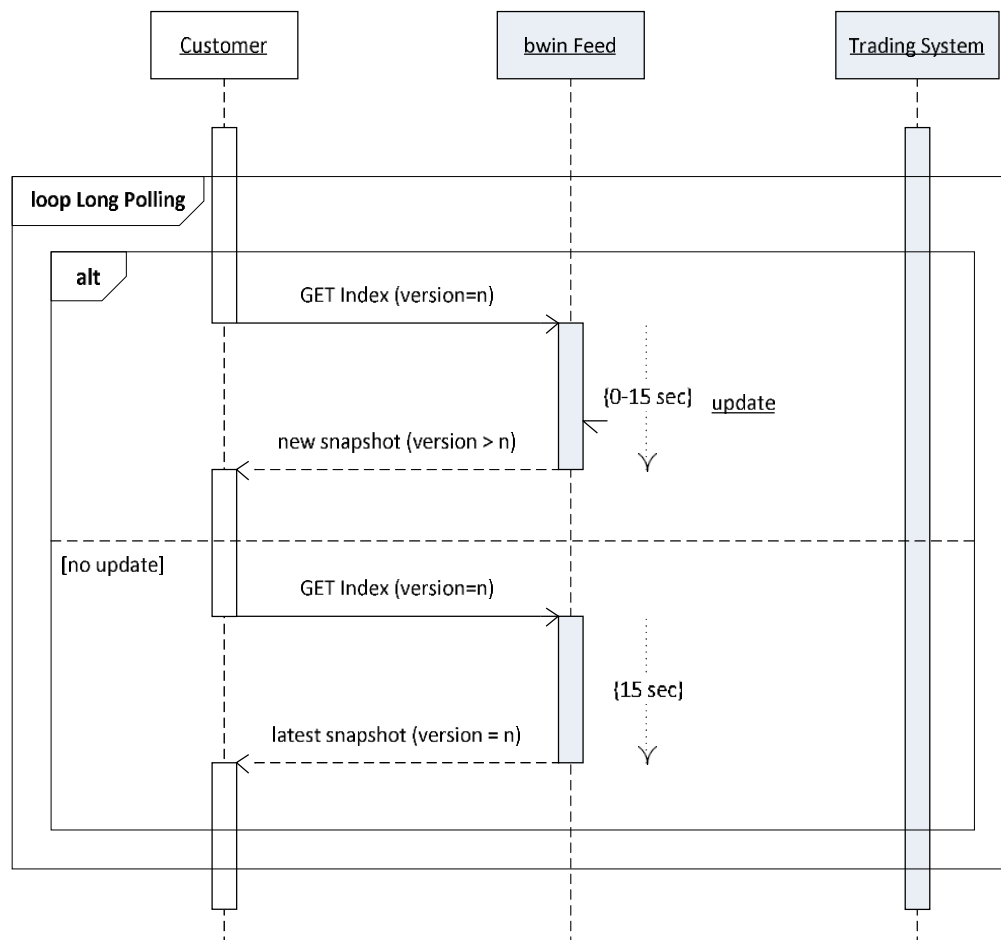 Customer
bwin Feed
Trading System
loop Long Polling
alt
GET Index (version=n)
{0-15 sec}
update
new snapshot (version > n)
[no update]
GET Index (version=n)
{15 sec}
latest snapshot (version = n)